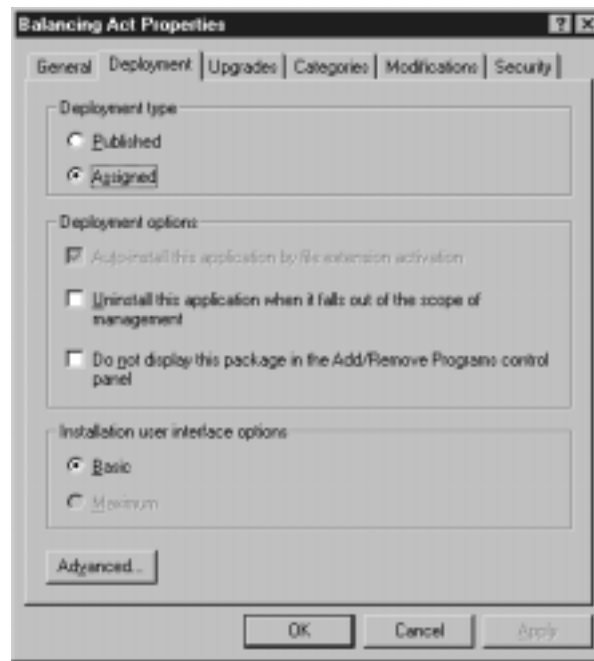 Balancing Act Properties
? X
General Deployment Upgrades Categories Modifications Security
Deployment type
Published
Assigned
Deployment options
Auto-install this application by file extension activation
Uninstall this application when it falls out of the scope of
management
Do not display this package in the Add/Remove Programs control
panel
Installation user interface options
Basic
Maximum
Advanced...
OK Cancel Apply